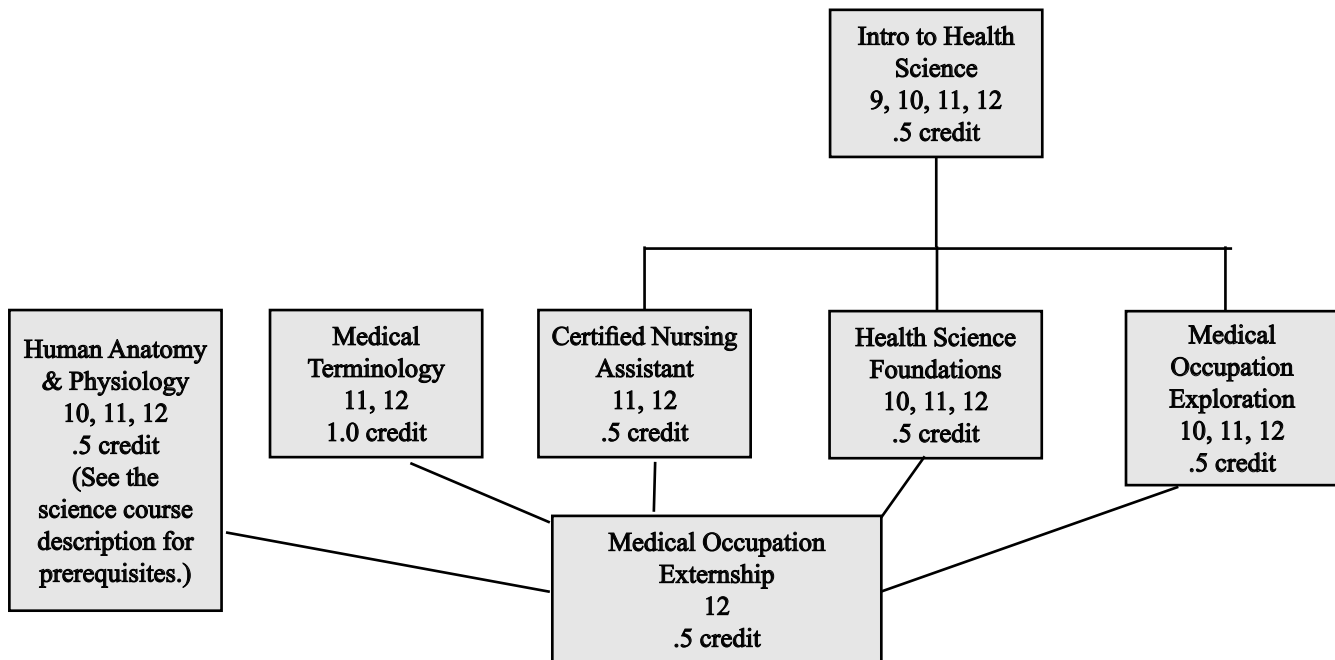 Intro to Health
Science
9, 10, 11, 12
.5 credit
Human Anatomy
& Physiology
10, 11, 12
.5 credit
(See the
science course
description for
prerequisites.)
Medical
Terminology
11, 12
1.0 credit
Certified Nursing
Assistant
11, 12
.5 credit
Health Science
Foundations
10, 11, 12
.5 credit
Medical
Occupation
Exploration
10, 11, 12
.5 credit
Medical Occupation
Externship
12
.5 credit